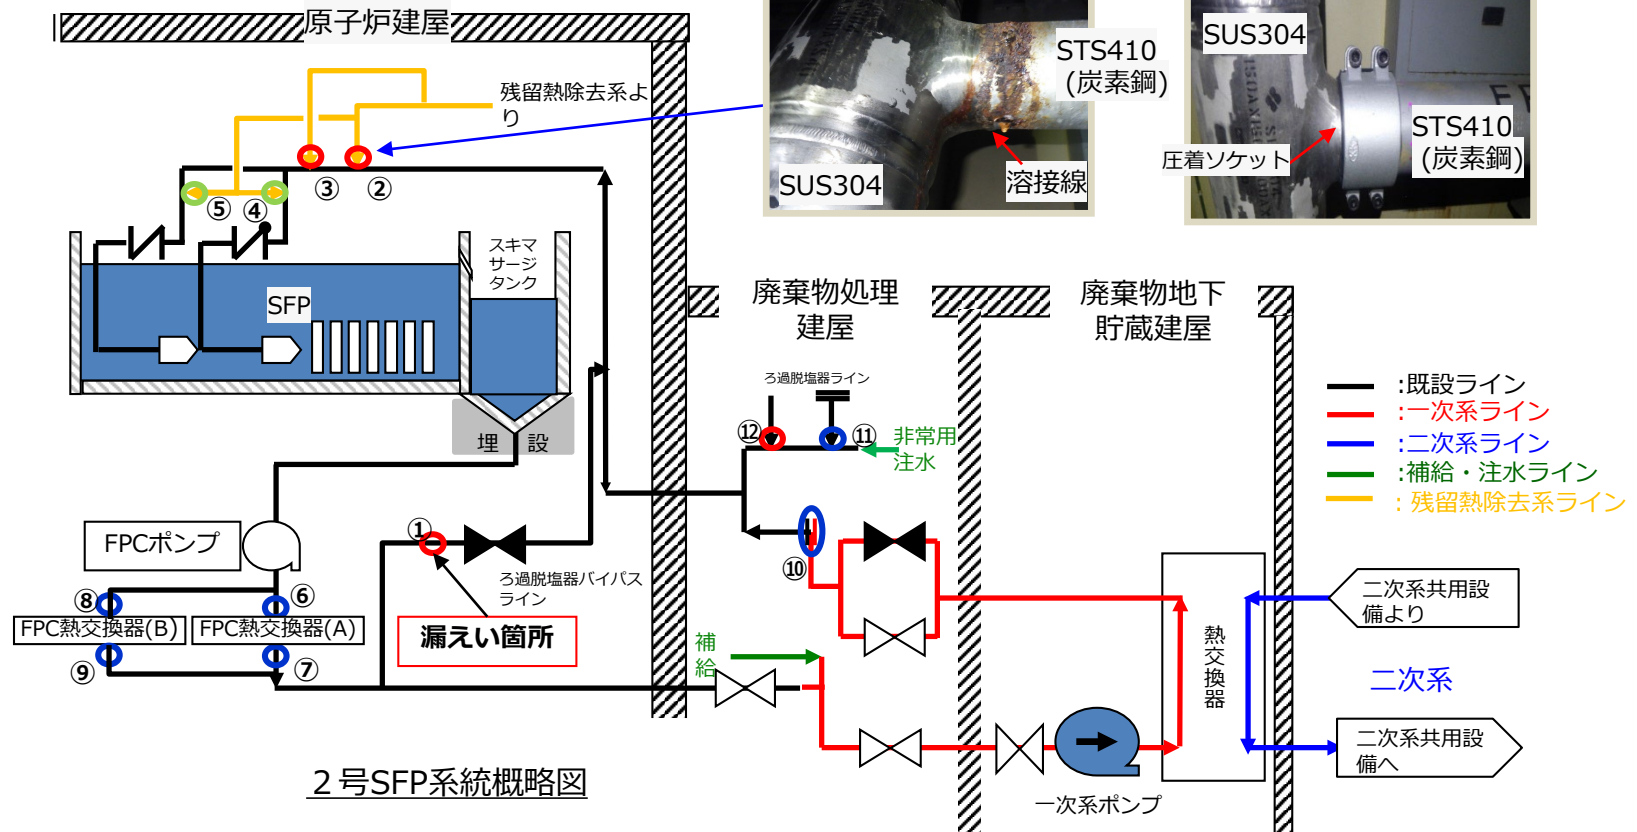 原子炉建屋
残留熱除去系よ
り
③
②
⑤
④
スキマ
サージ
タンク
SFP
埋 設
SUS304
STS410
(炭素鋼)
溶接線
SUS304
STS410
(炭素鋼)
圧着ソケット
廃棄物処理
建屋
廃棄物地下
貯蔵建屋
ろ過脱塩器ライン
⑫
⑪
非常用
注水
⑩
:既設ライン
:一次系ライン
:二次系ライン
:補給・注水ライン
:残留熱除去系ライン
FPCポンプ
①
ろ過脱塩器バイパス
ライン
漏えい箇所
⑧
⑥
FPC熱交換器(B)
FPC熱交換器(A)
⑨
⑦
補
給
熱交換器
二次系共用設
備より
二次系
二次系共用設
備へ
一次系ポンプ
２号SFP系統概略図